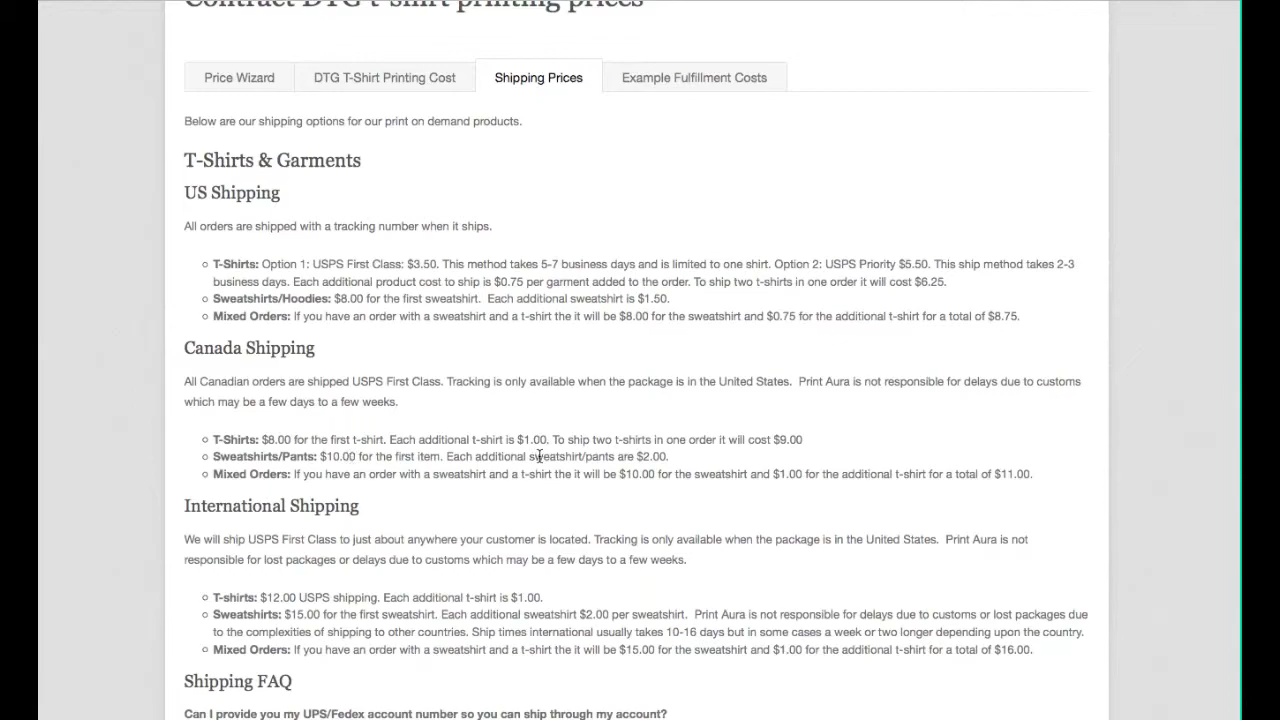 Contract DTG t-shirt printing prices
Price Wizard
DTG T-Shirt Printing Cost
Shipping Prices
Example Fulfillment Costs
Below are our shipping options for our print on demand products.
T-Shirts & Garments
US Shipping
All orders are shipped with a tracking number when it ships.
T-Shirts: Option 1: USPS First Class: $3.50. This method takes 5-7 business days and is limited to one shirt. Option 2: USPS Priority $5.50. This ship method takes 2-3
business days. Each additional product cost to ship is $0.75 per garment added to the order. To ship two t-shirts in one order it will cost $6.25.
Sweatshirts/Hoodies: $8.00 for the first sweatshirt. Each additional sweatshirt is $1.50.
Mixed Orders: If you have an order with a sweatshirt and a t-shirt the it will be $8.00 for the sweatshirt and $0.75 for the additional t-shirt for a total of $8.75.
Canada Shipping
All Canadian orders are shipped USPS First Class. Tracking is only available when the package is in the United States. Print Aura is not responsible for delays due to customs
which may be a few days to a few weeks.
T-Shirts: $8.00 for the first t-shirt. Each additional t-shirt is $1.00. To ship two t-shirts in one order it will cost $9.00
Sweatshirts/Pants: $10.00 for the first item. Each additional sweatshirt/pants are $2.00.
Mixed Orders: If you have an order with a sweatshirt and a t-shirt the it will be $10.00 for the sweatshirt and $1.00 for the additional t-shirt for a total of $11.00.
International Shipping
We will ship USPS First Class to just about anywhere your customer is located. Tracking is only available when the package is in the United States. Print Aura is not
responsible for lost packages or delays due to customs which may be a few days to a few weeks.
T-shirts: $12.00 USPS shipping. Each additional t-shirt is $1.00.
Sweatshirts: $15.00 for the first sweatshirt. Each additional sweatshirt $2.00 per sweatshirt. Print Aura is not responsible for delays due to customs or lost packages due
to the complexities of shipping to other countries. Ship times international usually takes 10-16 days but in some cases a week or two longer depending upon the country.
Mixed Orders: If you have an order with a sweatshirt and a t-shirt the it will be $15.00 for the sweatshirt and $1.00 for the additional t-shirt for a total of $16.00.
Shipping FAQ
Can I provide you my UPS/Fedex account number so you can ship through my account?